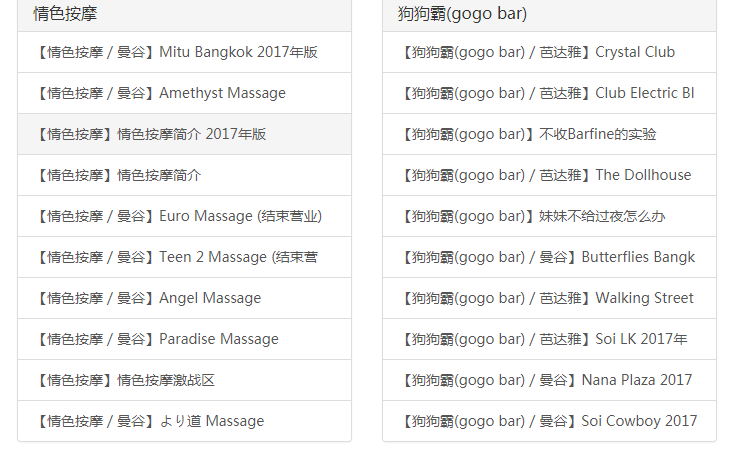 情色按摩
【情色按摩 / 曼谷】Mitu Bangkok 2017年版
【情色按摩 / 曼谷】Amethyst Massage
【情色按摩】情色按摩简介 2017年版
【情色按摩】情色按摩简介
【情色按摩 / 曼谷】Euro Massage (结束营业)
【情色按摩 / 曼谷】Teen 2 Massage (结束营
【情色按摩 / 曼谷】Angel Massage
【情色按摩 / 曼谷】Paradise Massage
【情色按摩】情色按摩激战区
【情色按摩 / 曼谷】より道 Massage
狗狗霸(gogo bar)
【狗狗霸(gogo bar) / 芭达雅】Crystal Club
【狗狗霸(gogo bar) / 芭达雅】Club Electric Bl
【狗狗霸(gogo bar)】不收Barfine的实验
【狗狗霸(gogo bar) / 芭达雅】The Dollhouse
【狗狗霸(gogo bar)】妹妹不给过夜怎么办
【狗狗霸(gogo bar) / 曼谷】Butterflies Bangk
【狗狗霸(gogo bar) / 芭达雅】Walking Street
【狗狗霸(gogo bar) / 芭达雅】Soi LK 2017年
【狗狗霸(gogo bar) / 曼谷】Nana Plaza 2017
【狗狗霸(gogo bar) / 曼谷】Soi Cowboy 2017